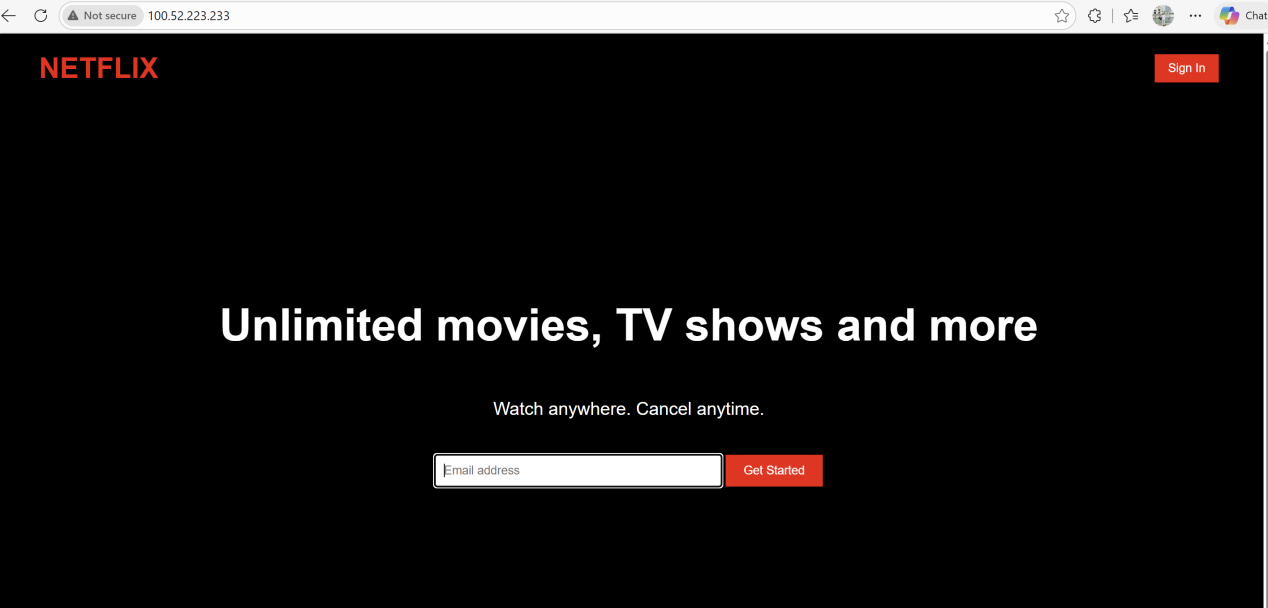 Not secure 100.52.223.233 Chat
NETFLIX
Sign In
Unlimited movies, TV shows and more
Watch anywhere. Cancel anytime.
Email address
Get Started